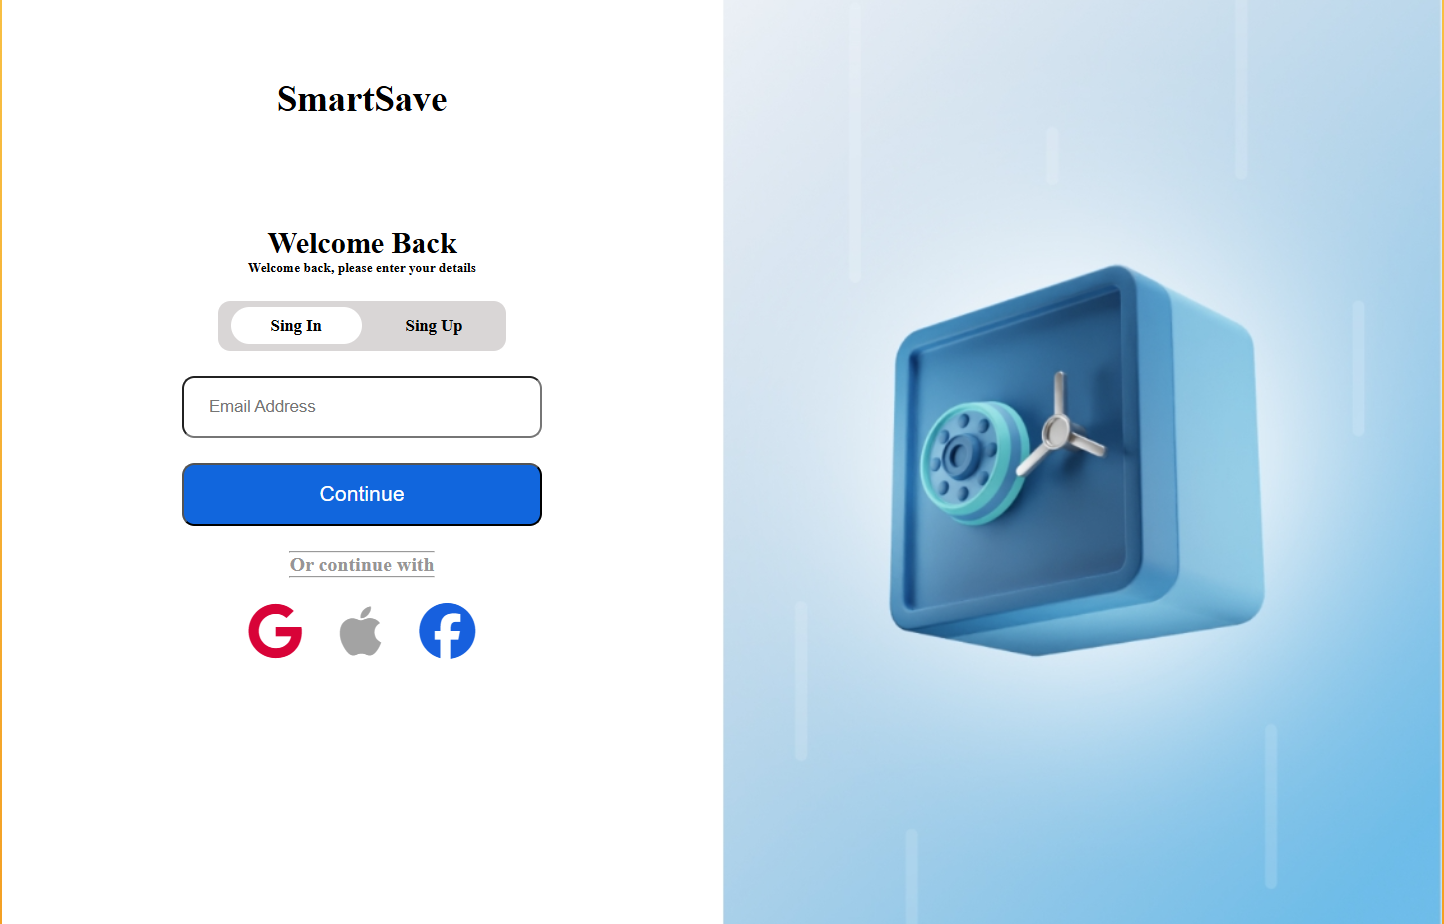 SmartSave
Welcome Back
Welcome back, please enter your details
Sing In Sing Up
Email Address
Continue
Or continue with